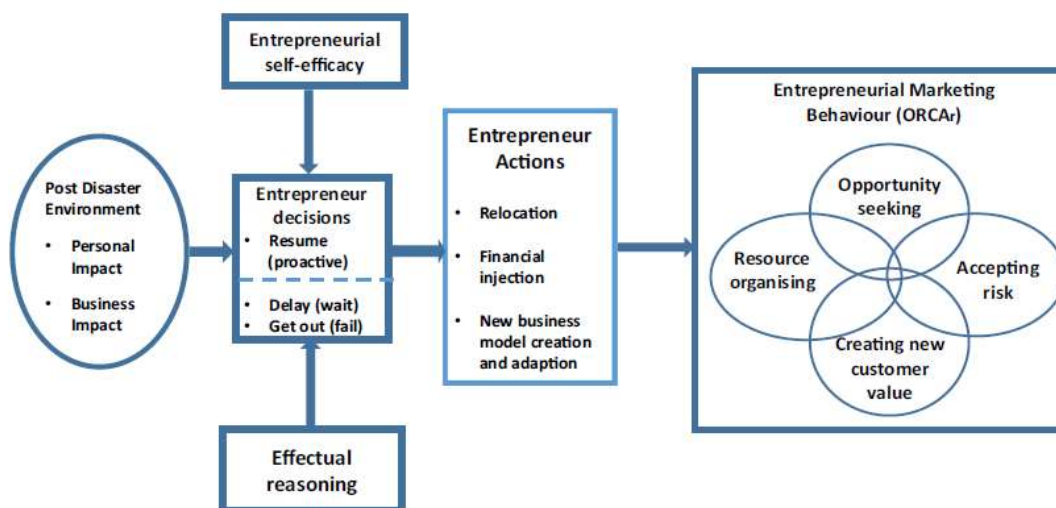 Entrepreneurial
self-efficacy
Post Disaster
Environment
• Personal
Impact
• Business
Impact
Entrepreneur
decisions
• Resume
(proactive)
• Delay (wait)
• Get out (fail)
Effectual
reasoning
Entrepreneur
Actions
• Relocation
• Financial
injection
• New business
model creation
and adaption
Entrepreneurial Marketing
Behaviour (ORCAr)
Opportunity
seeking
Resource
organising
Accepting
risk
Creating new
customer
value